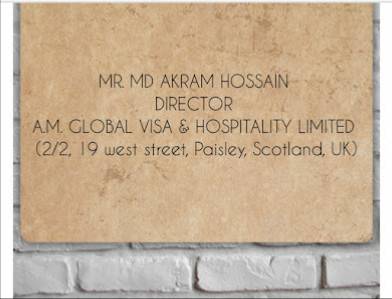 MR. MD AKRAM HOSSAIN
DIRECTOR
A.M. GLOBAL VISA & HOSPITALITY LIMITED
(2/2, 19 west street, Paisley, Scotland, UK)